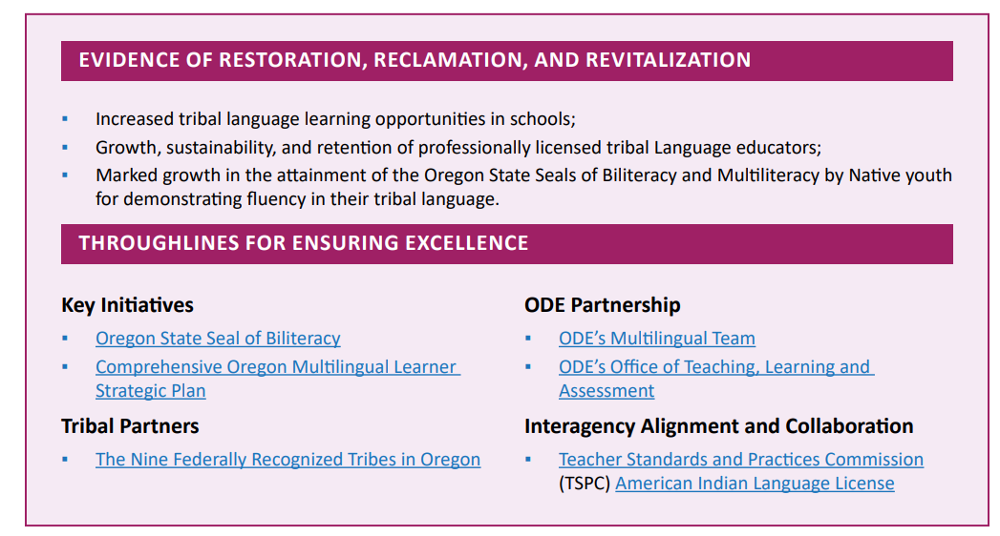 EVIDENCE OF RESTORATION, RECLAMATION, AND REVITALIZATION
▪ Increased tribal language learning opportunities in schools;
▪ Growth, sustainability, and retention of professionally licensed tribal Language educators;
▪ Marked growth in the attainment of the Oregon State Seals of Biliteracy and Multiliteracy by Native youth
for demonstrating fluency in their tribal language.
THROUGHLINES FOR ENSURING EXCELLENCE
Key Initiatives
▪ Oregon State Seal of Biliteracy
▪ Comprehensive Oregon Multilingual Learner
Strategic Plan
Tribal Partners
▪ The Nine Federally Recognized Tribes in Oregon
ODE Partnership
▪ ODE’s Multilingual Team
▪ ODE’s Office of Teaching, Learning and
Assessment
Interagency Alignment and Collaboration
▪ Teacher Standards and Practices Commission
(TSPC) American Indian Language License